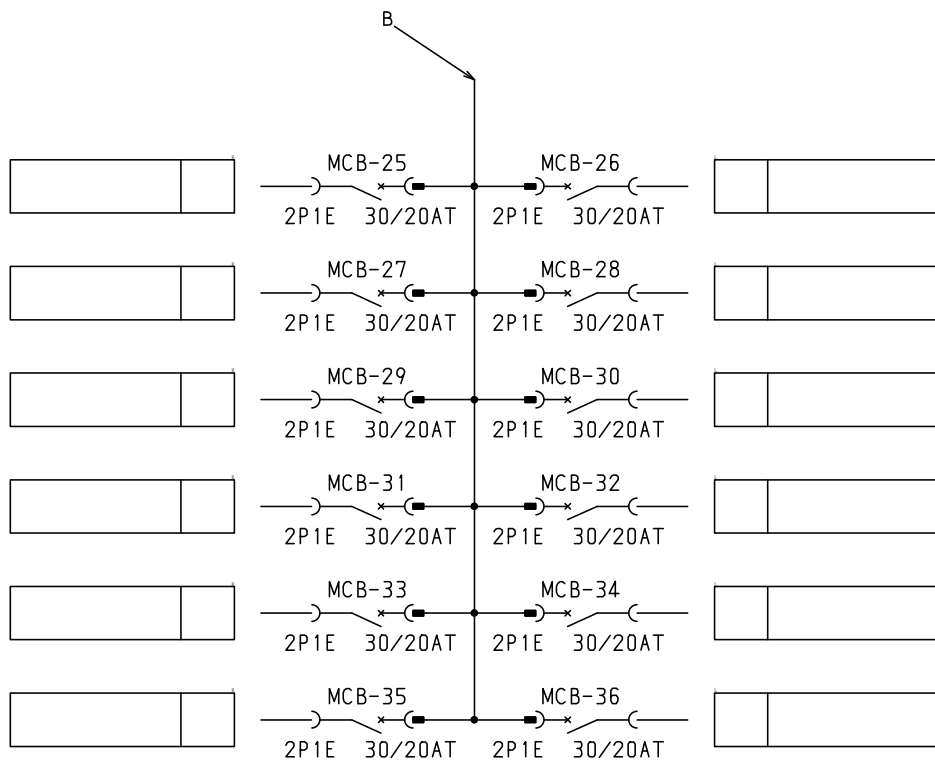 B
MCB-25 MCB-26
2P1E 30/20AT 2P1E 30/20AT
MCB-27 MCB-28
2P1E 30/20AT 2P1E 30/20AT
MCB-29 MCB-30
2P1E 30/20AT 2P1E 30/20AT
MCB-31 MCB-32
2P1E 30/20AT 2P1E 30/20AT
MCB-33 MCB-34
2P1E 30/20AT 2P1E 30/20AT
MCB-35 MCB-36
2P1E 30/20AT 2P1E 30/20AT